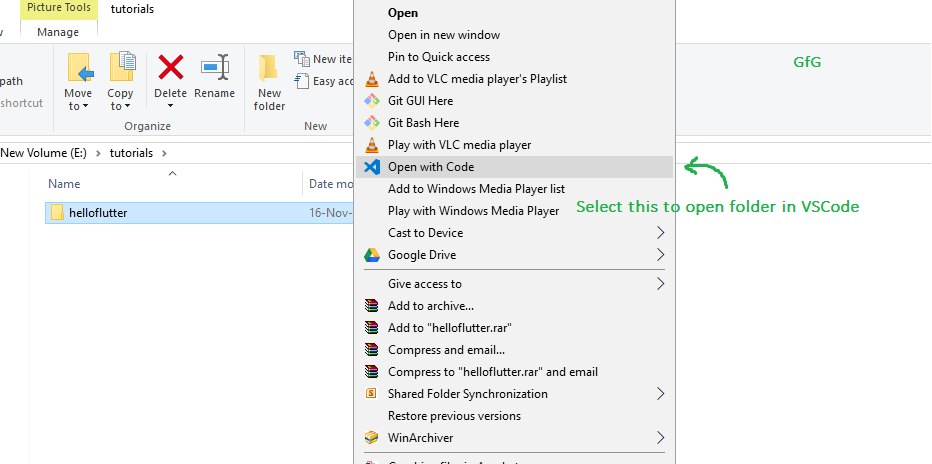 Picture Tools
tutorials
Manage
path
shortcut
Move to
Copy to
Delete
Rename
New folder
New ite
Easy acc
Organize
New
New Volume (E:) > tutorials >
Name
Date mo
helloflutter
16-Nov-
Open
Open in new window
Pin to Quick access
Add to VLC media player's Playlist
Git GUI Here
Git Bash Here
Play with VLC media player
Open with Code
Add to Windows Media Player list
Play with Windows Media Player
Cast to Device
Google Drive
Give access to
Add to archive...
Add to "helloflutter.rar"
Compress and email...
Compress to "helloflutter.rar" and email
Shared Folder Synchronization
Restore previous versions
WinArchiver
GfG
Select this to open folder in VSCode